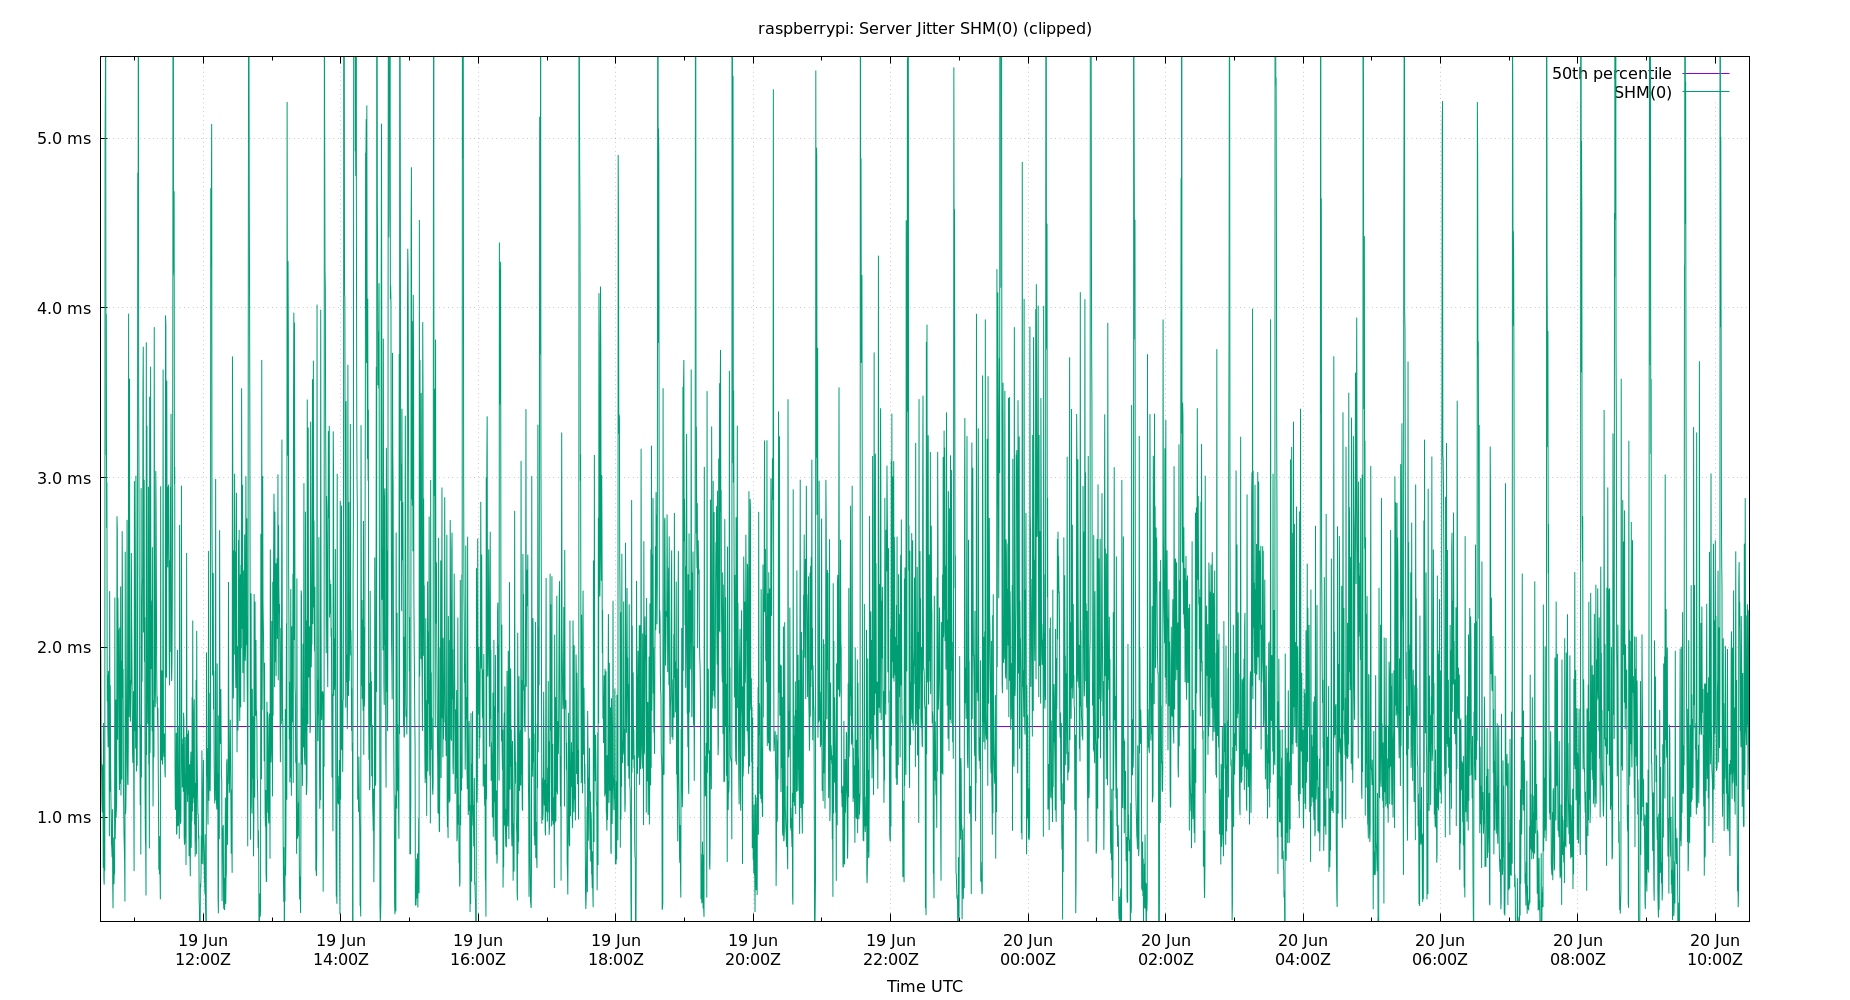 raspberrypi: Server Jitter SHM(0) (clipped)
50th percentile
SHM(0)
5.0 ms
4.0 ms
3.0 ms
2.0 ms
1.0 ms
19 Jun 19 Jun 19 Jun 19 Jun 19 Jun 19 Jun 20 Jun 20 Jun 20 Jun 20 Jun 20 Jun 20 Jun
12:00Z 14:00Z 16:00Z 18:00Z 20:00Z 22:00Z 00:00Z 02:00Z 04:00Z 06:00Z 08:00Z 10:00Z
Time UTC